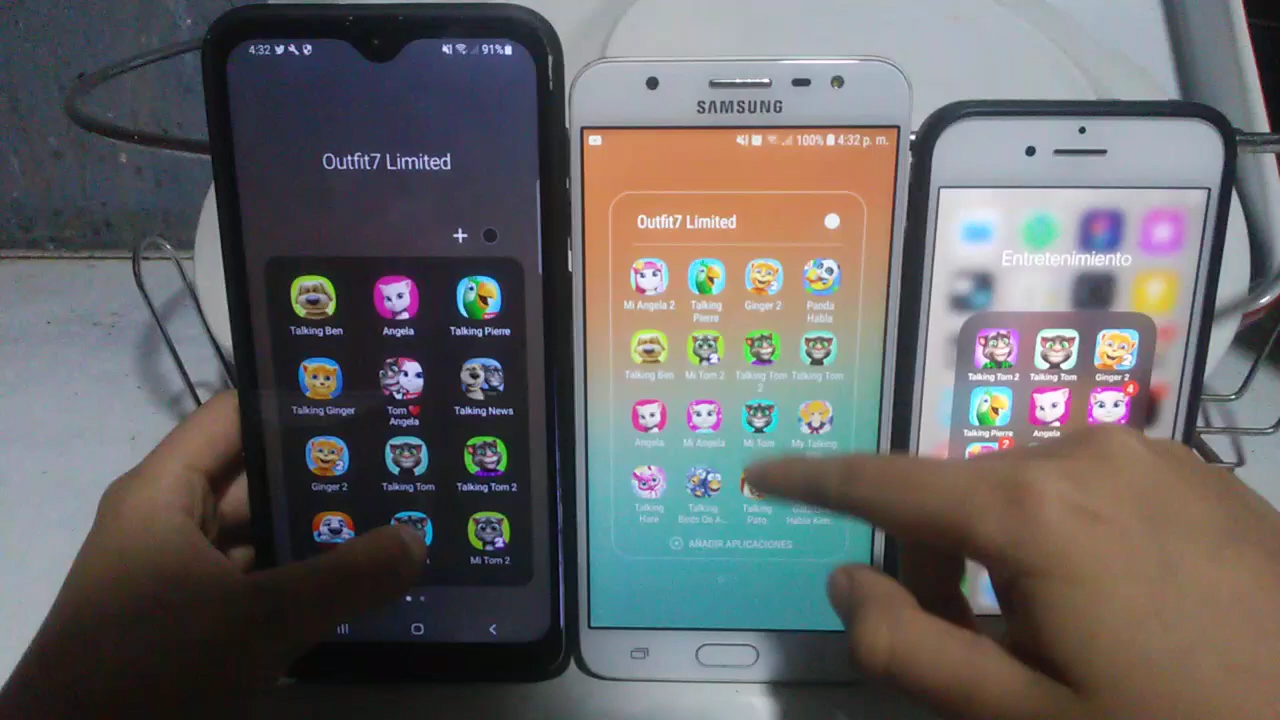 4:32
91%
Outfit7 Limited
+
Talking Ben
Angela
Talking Pierre
Talking Ginger
Tom
Angela
Talking News
Ginger 2
Talking Tom
Talking Tom 2
Mi Tom 2
SAMSUNG
100% 4:32 p. m.
Outfit7 Limited
Mi Angela 2
Talking
Pierre
Ginger 2
Panda
Habla
Talking Ben
Mi Tom 2
Talking Tom
2
Talking Tom
Angela
Mi Angela
Mi Tom
My Talking
Talking
Hare
Talking
Birds On A...
Talking
Pato
Habla
AÑADIR APLICACIONES
Entretenimiento
Talking Tom 2
Talking Tom
Ginger 2
4
Talking Pierre
Angela
2